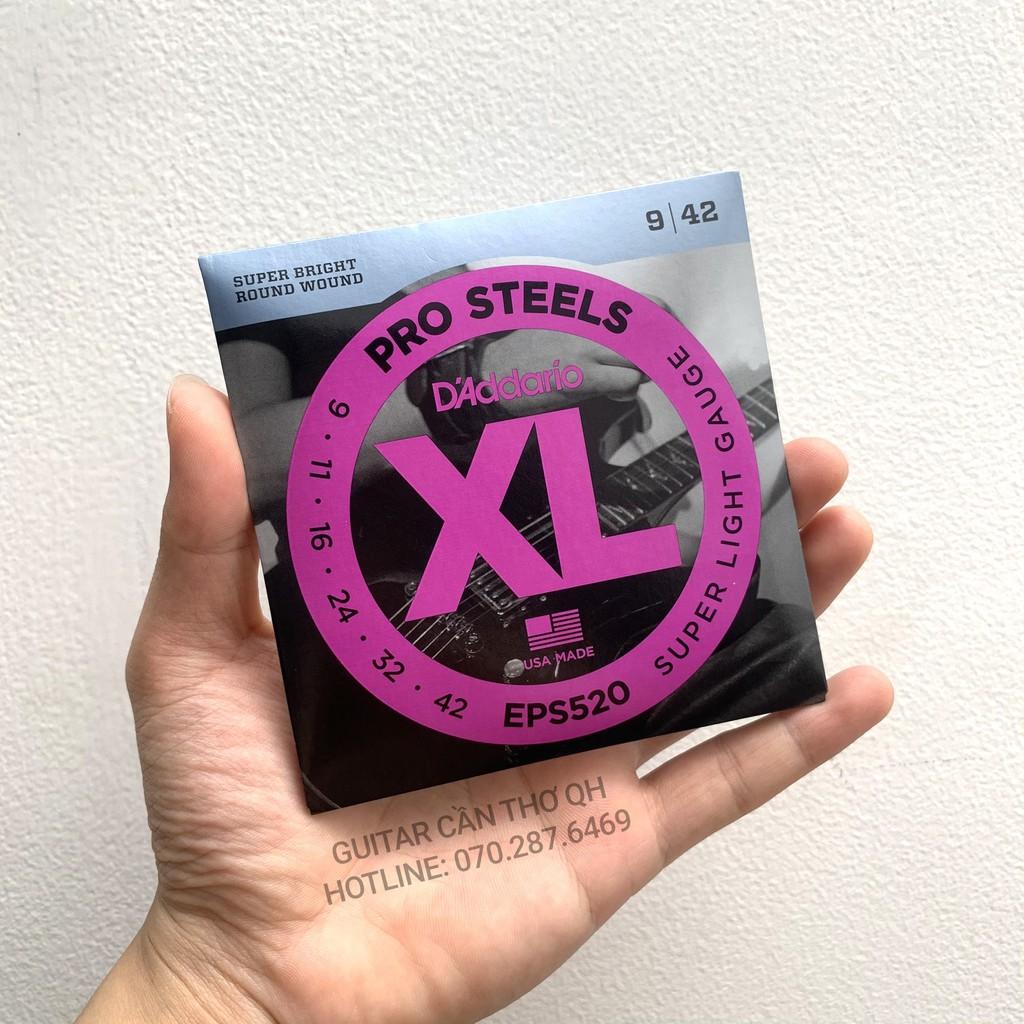 9|42
SUPER BRIGHT
ROUND WOUND
PRO STEELS
D'Addario
XL
USA MADE
9 · 11 · 16 · 24 · 32 · 42
EPS520
SUPER LIGHT GAUGE
GUITAR CẦN THƠ QH
HOTLINE: 070.287.6469